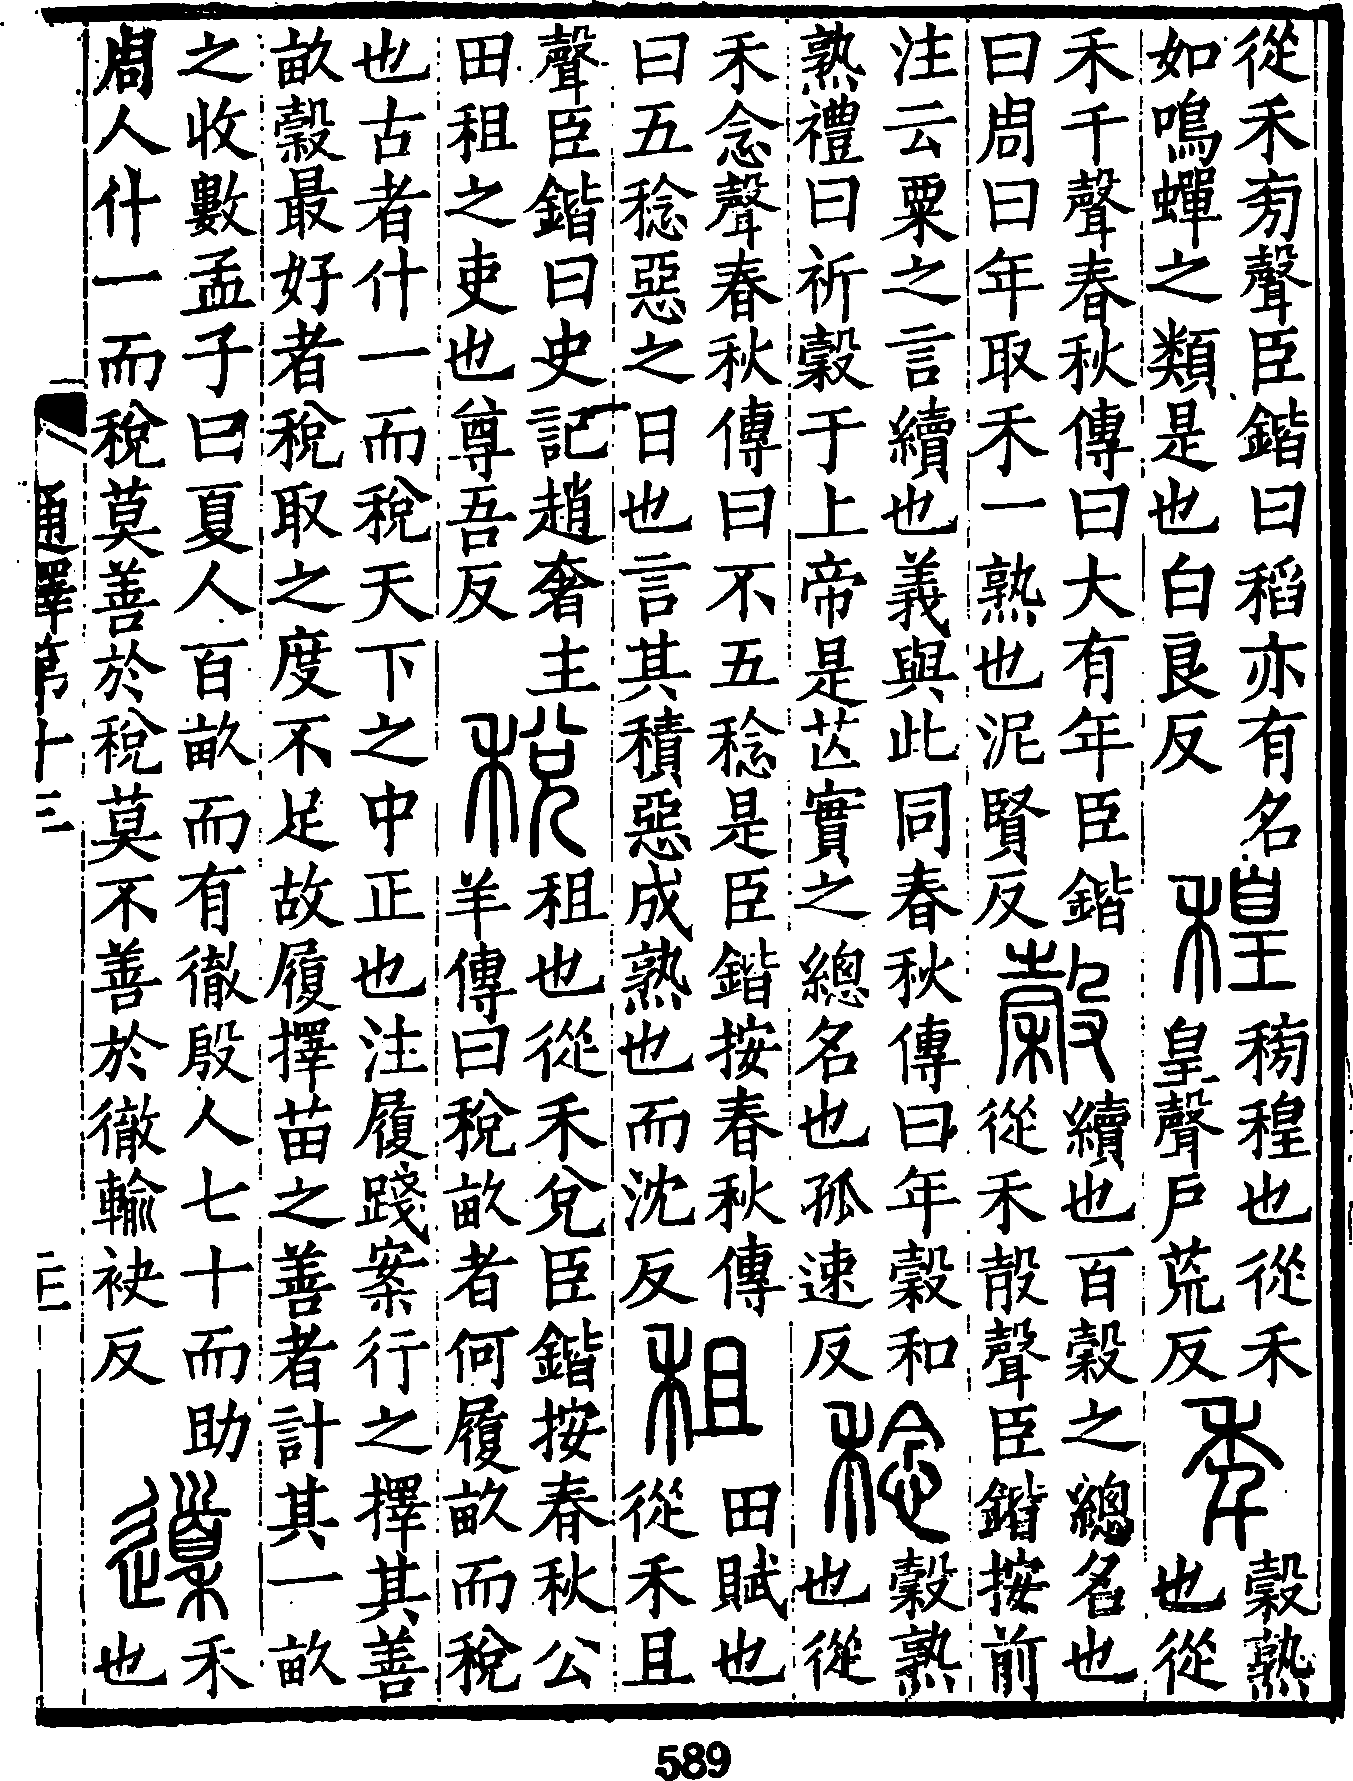 從禾旁聲臣鍇曰稻亦有名
如鳴蟬之類是也白良反
穔
䅭穔也從禾
皇聲戶荒反
秊
穀熟
也從
禾千聲春秋傳曰大有年臣鍇
曰周曰年取禾一熟也泥賢反
穀
續也百穀之總名也
從禾㱿聲臣鍇按前
注云粟之言續也義與此同春秋傳曰年穀和
熟禮曰祈穀于上帝是實之總名也孤速反
稔
穀熟
也從
禾念聲春秋傳曰不五稔是臣鍇按春秋傳
曰五稔惡之日也言其積惡成熟也而沈反
租
田賦也
從禾且
聲臣鍇曰史記趙奢主
田租之吏也尊吾反
稅
租也從禾兌臣鍇按春秋公
羊傳曰稅畝者何履畝而稅
也古者什一而稅天下之中正也注履踐案行之擇其善
畝穀最好者稅取之度不足故履擇苗之善者計其一畝
之收數孟子曰夏人百畝而有徹殷人七十而助
周人什一而稅莫善於稅莫不善於徹輸袂反
䆃
禾
也
通釋第十三
589